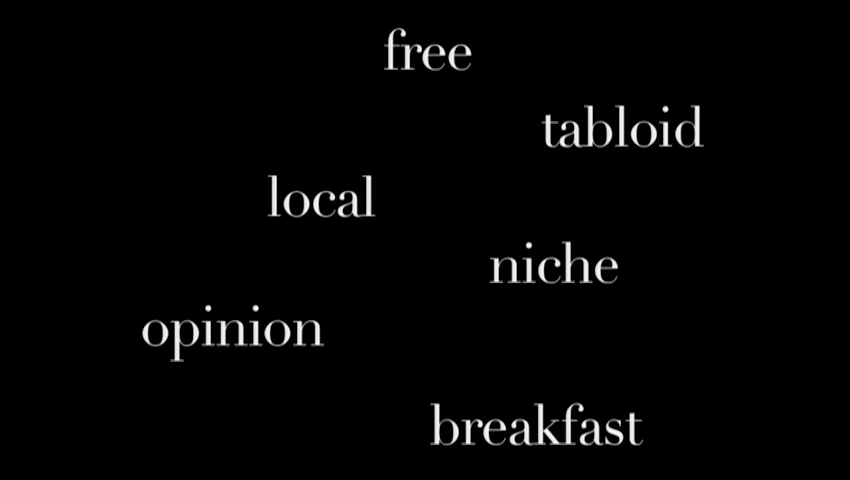 free
tabloid
local
niche
opinion
breakfast